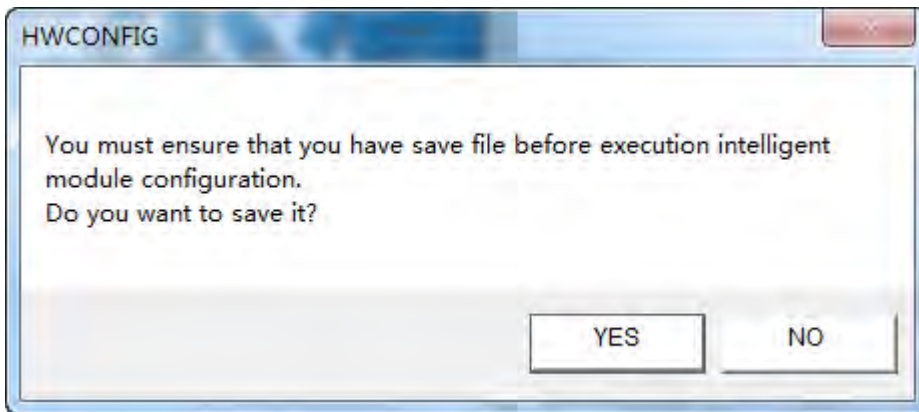 HWCONFIG
You must ensure that you have save file before execution intelligent
module configuration.
Do you want to save it?
YES
NO